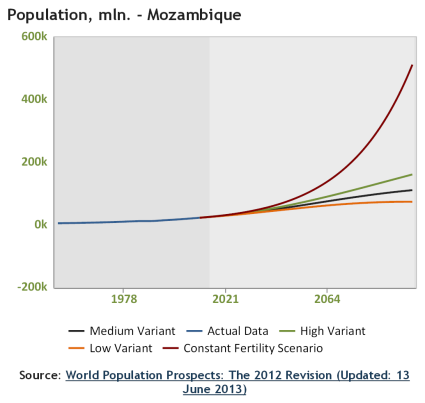 Population, mln. - Mozambique
600k
400k
200k
0k
-200k
1978 2021 2064
Medium Variant Actual Data High Variant
Low Variant Constant Fertility Scenario
Source: World Population Prospects: The 2012 Revision (Updated: 13
June 2013)